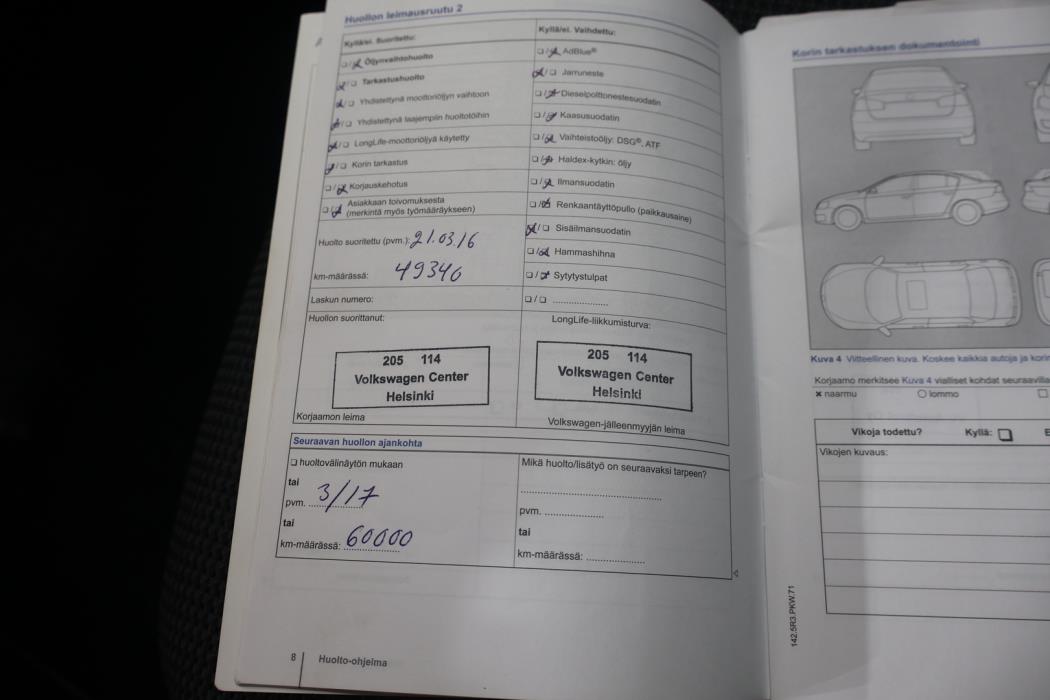 Huollon leimausruutu 2
Kyllä/ei. Suoritettu:
❑/❑ Öljynvaihtohuolto
❑/❑ Tarkastushuolto
❑/❑ Yhdistettynä moottoriöljyn vaihtoon
❑/❑ Yhdistettynä laajempiin huoltotöihin
❑/❑ LongLife-moottoriöljyä käytetty
❑/❑ Korin tarkastus
❑/❑ Korjauskehotus
❑/❑ Asiakkaan toivomuksesta
(merkintä myös työmääräykseen)
Huolto suoritettu (pvm.): 21.03.16
km-määrässä: 49346
Laskun numero:
Kyllä/ei. Vaihdettu:
❑/❑ AdBlue®
❑/❑ Jarruneste
❑/❑ Dieselpolttonestesuodatin
❑/❑ Kaasusuodatin
❑/❑ Vaihteistoöljy: DSG®, ATF
❑/❑ Haldex-kytkin: öljy
❑/❑ Ilmansuodatin
❑/❑ Renkaantäyttöpullo (paikkausaine)
❑/❑ Sisäilmansuodatin
❑/❑ Hammashihna
❑/❑ Sytytystulpat
❑/❑ ......................
Huollon suorittanut:
205 114
Volkswagen Center
Helsinki
Korjaamon leima
LongLife-liikkumisturva:
205 114
Volkswagen Center
Helsinki
Volkswagen-jälleenmyyjän leima
Seuraavan huollon ajankohta
❑ huoltovälinäytön mukaan
tai
pvm. 3/17
tai
km-määrässä: 60000
Mikä huolto/lisätyö on seuraavaksi tarpeen?
pvm. ....................
tai
km-määrässä: ....................
8 Huolto-ohjelma
Korin tarkastuksen dokumentointi
Kuva 4 Viitteellinen kuva. Koskee kaikkia autoja ja
Korjaamo merkitsee Kuva 4 vialliset kohdat
× naarmu ○ lommo
Vikoja todettu? Kyllä: ❑
Vikojen kuvaus:
142.5R3.PKW.71